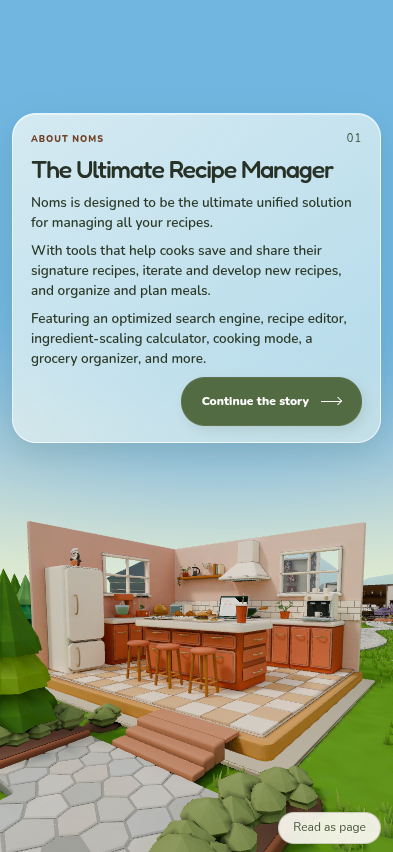 ABOUT NOMS
01
The Ultimate Recipe Manager
Noms is designed to be the ultimate unified solution
for managing all your recipes.
With tools that help cooks save and share their
signature recipes, iterate and develop new recipes,
and organize and plan meals.
Featuring an optimized search engine, recipe editor,
ingredient-scaling calculator, cooking mode, a
grocery organizer, and more.
Continue the story
Read as page